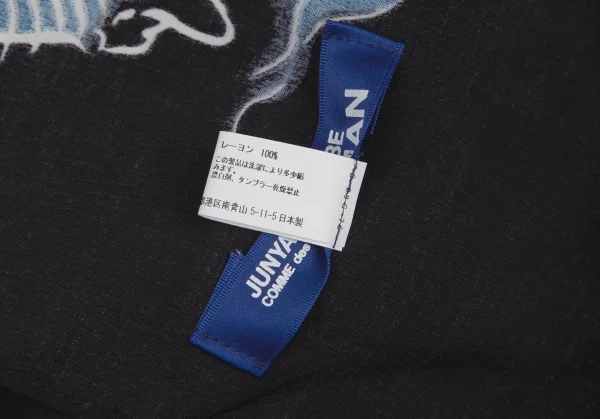 レーヨン 100%
この製品は洗濯により多少縮
みます。
漂白剤、タンブラー乾燥禁止
港区南青山 5-11-5 日本製
JUNYA
COMME des
BE
AN